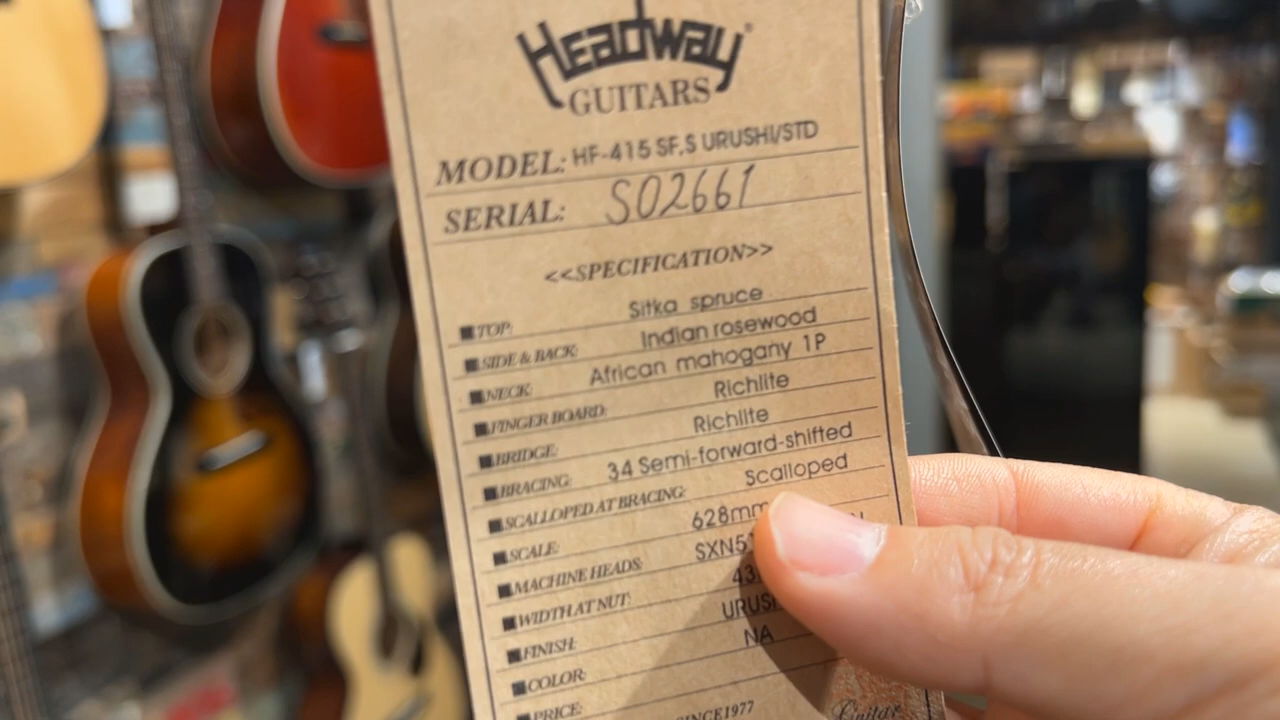 Headway
GUITARS
MODEL: HF-415 SF,S URUSHI/STD
SERIAL: S02661
<<SPECIFICATION>>
■TOP: Sitka spruce
■SIDE & BACK: Indian rosewood
■NECK: African mahogany 1P
■FINGER BOARD: Richlite
■BRIDGE: Richlite
■BRACING: 34 Semi-forward-shifted
■SCALLOPED AT BRACING: Scalloped
■SCALE: 628mm
■MACHINE HEADS:
■WIDTH AT NUT:
■FINISH:
■COLOR: NA
■PRICE:
SINCE1977
Guitar